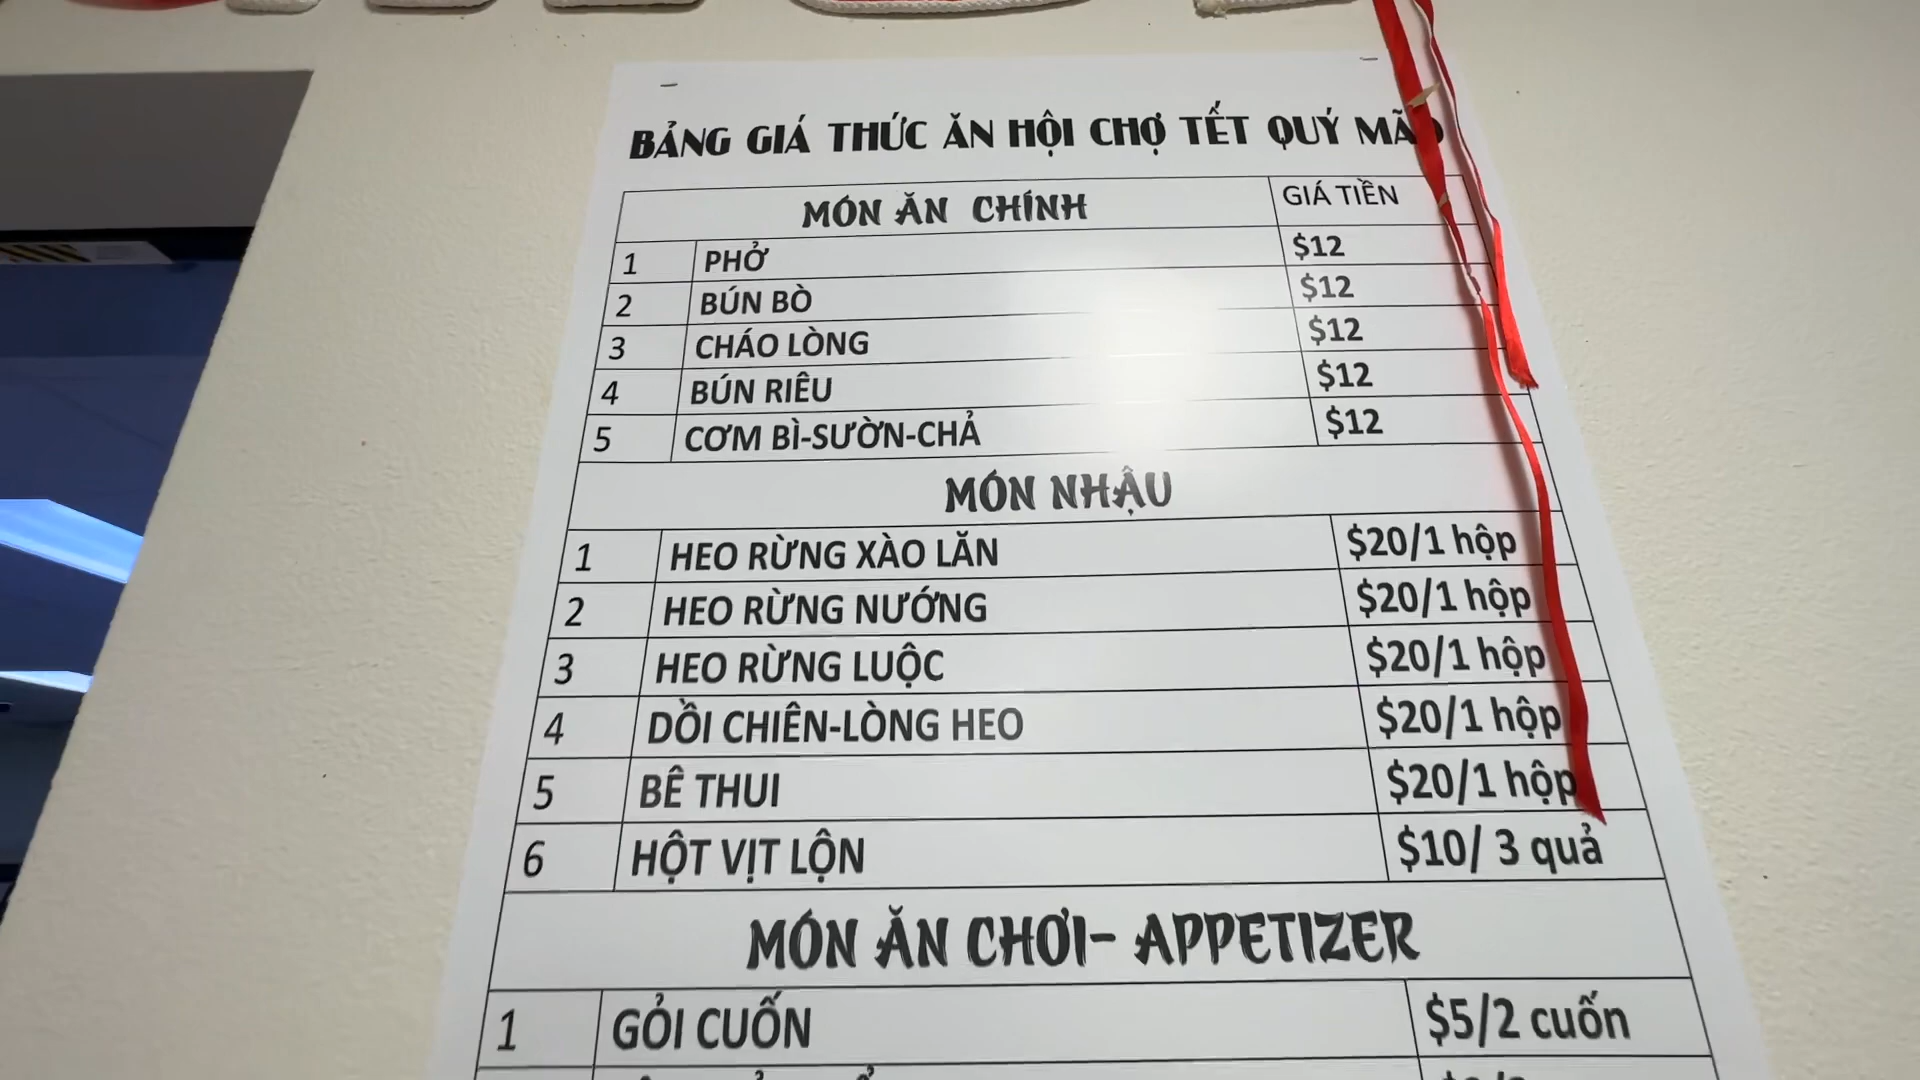 BẢNG GIÁ THỨC ĂN HỘI CHỢ TẾT QUÝ MÃO
MÓN ĂN CHÍNH GIÁ TIỀN
1 PHỞ $12
2 BÚN BÒ $12
3 CHÁO LÒNG $12
4 BÚN RIÊU $12
5 CƠM BÌ-SƯỜN-CHẢ $12
MÓN NHẬU
1 HEO RỪNG XÀO LĂN $20/1 hộp
2 HEO RỪNG NƯỚNG $20/1 hộp
3 HEO RỪNG LUỘC $20/1 hộp
4 DỒI CHIÊN-LÒNG HEO $20/1 hộp
5 BÊ THUI $20/1 hộp
6 HỘT VỊT LỘN $10/ 3 quả
MÓN ĂN CHƠI- APPETIZER
1 GỎI CUỐN $5/2 cuốn